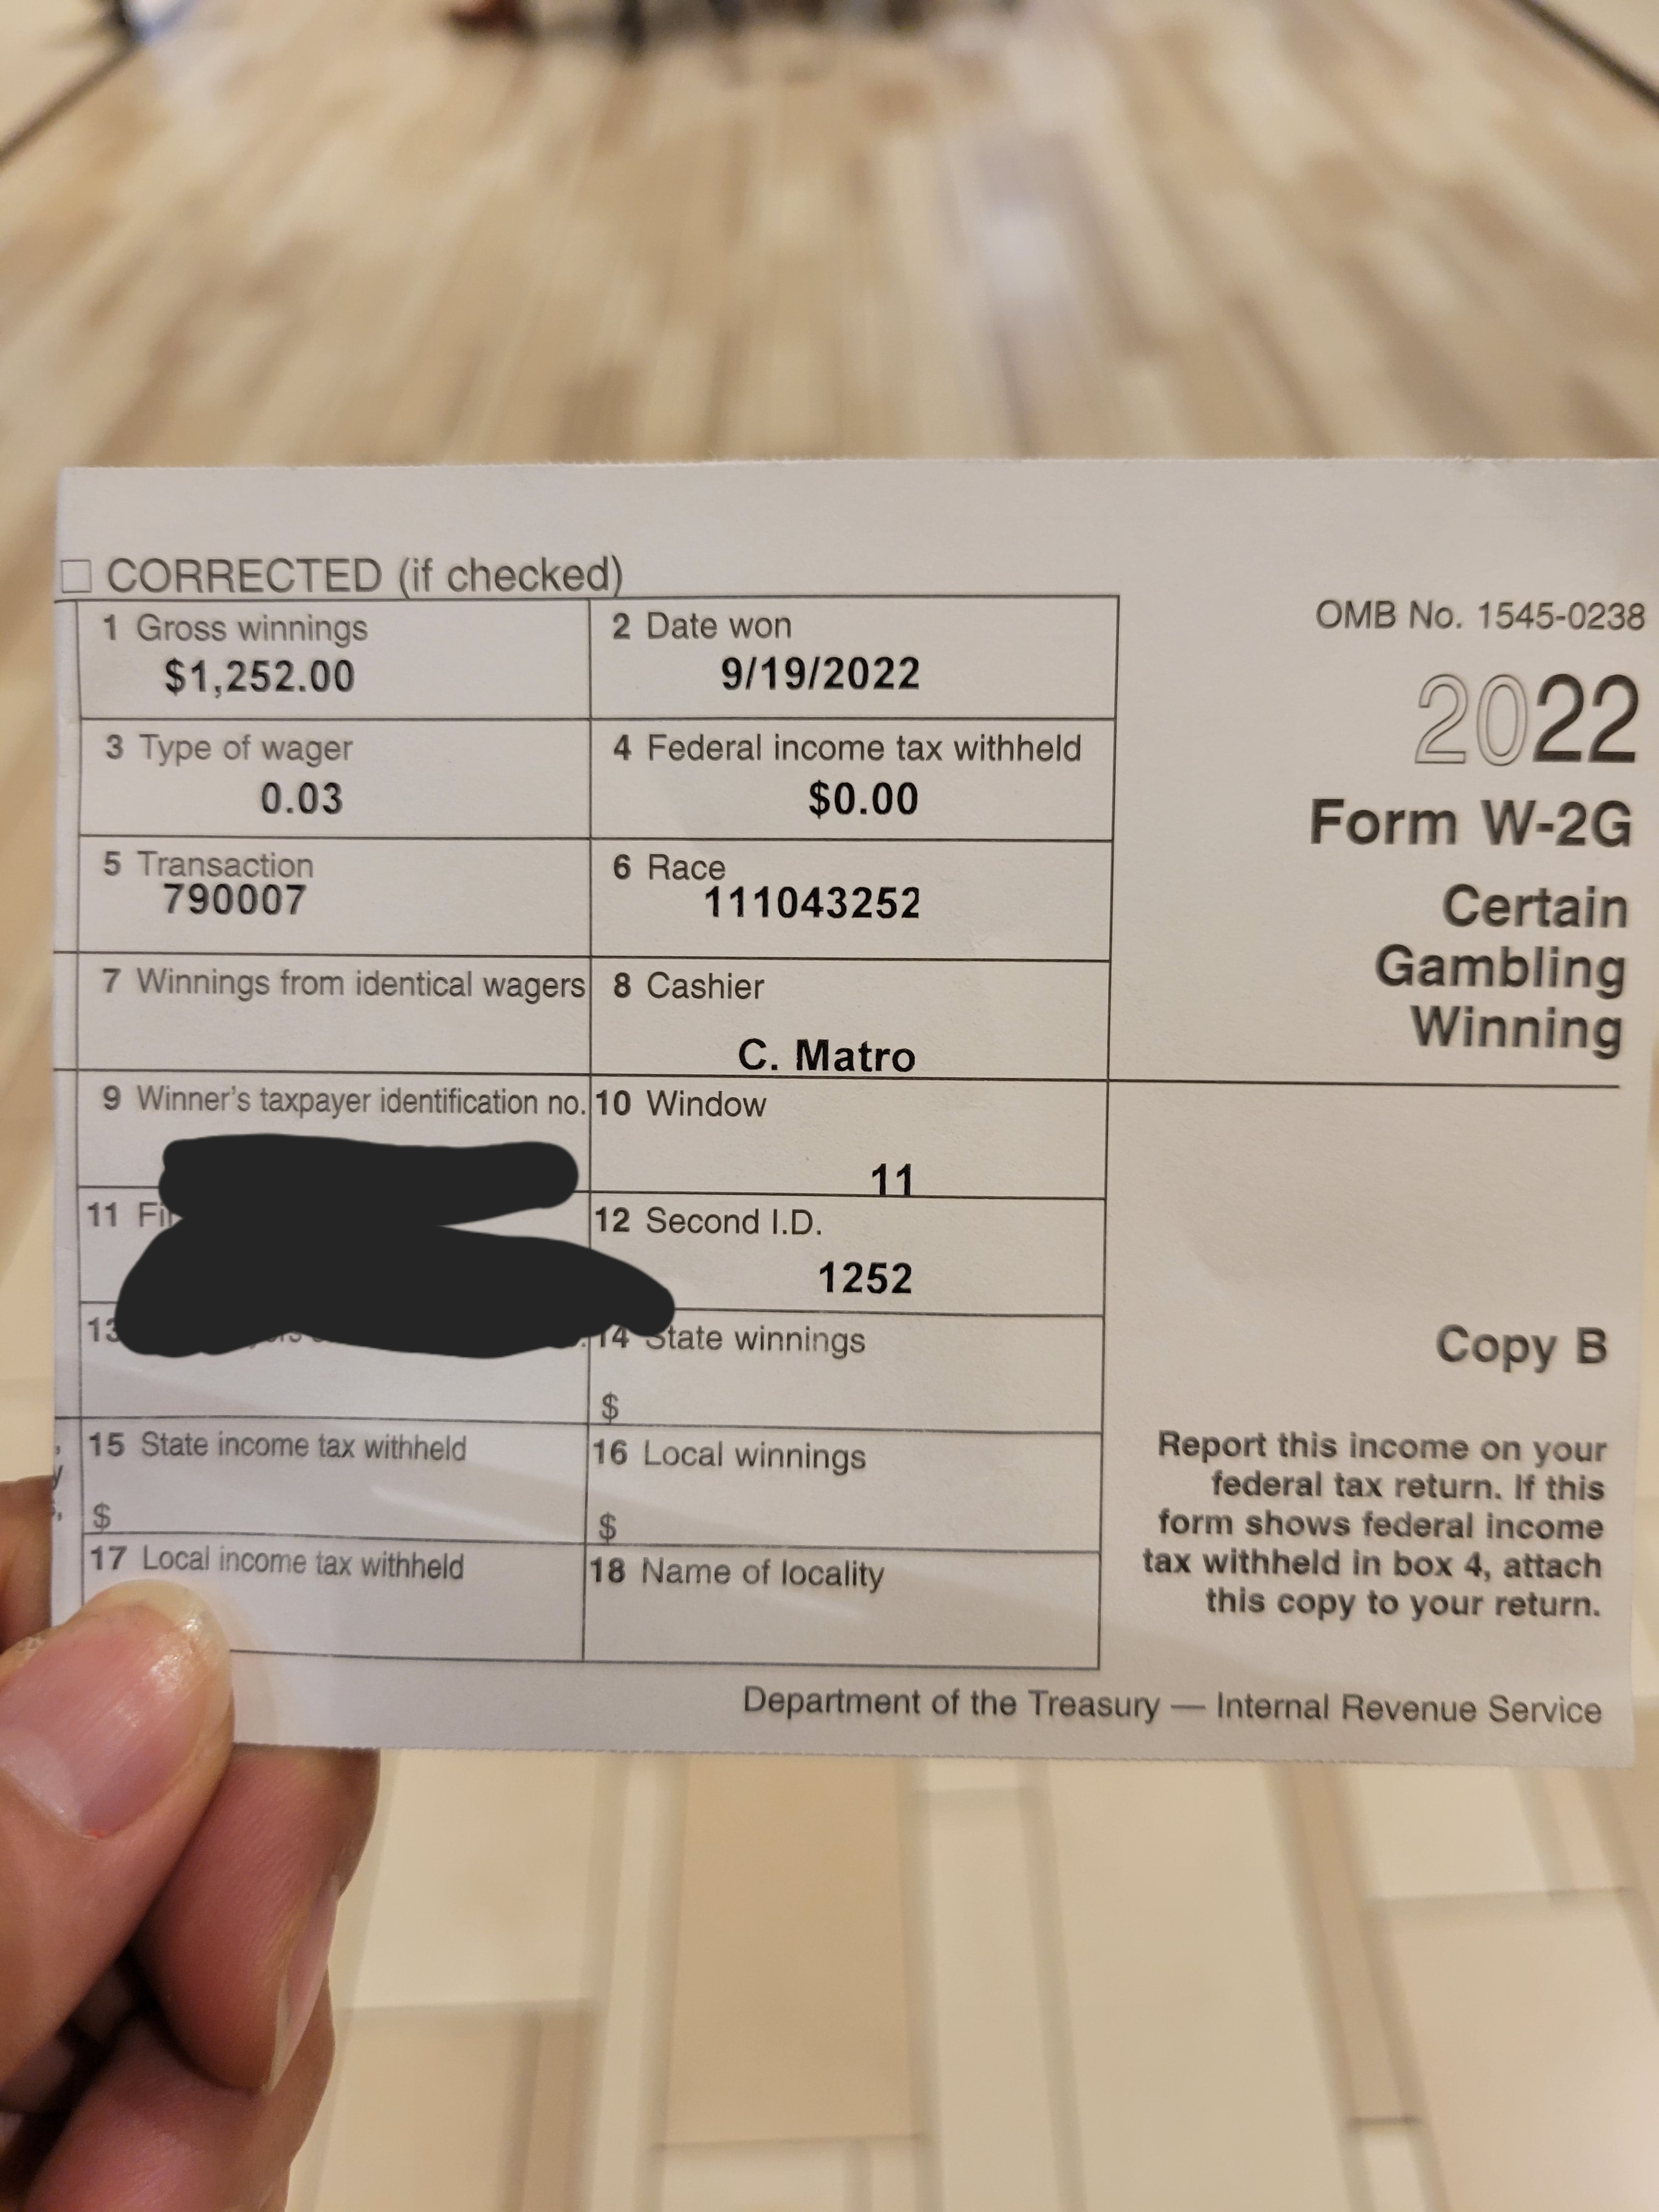 CORRECTED (if checked)
1 Gross winnings
$1,252.00
2 Date won
9/19/2022
3 Type of wager
0.03
4 Federal income tax withheld
$0.00
5 Transaction
790007
6 Race
111043252
7 Winnings from identical wagers
8 Cashier
C. Matro
9 Winner's taxpayer identification no.
10 Window
11
11
12 Second I.D.
1252
13
14 State winnings
$
15 State income tax withheld
$
16 Local winnings
$
17 Local income tax withheld
18 Name of locality
OMB No. 1545-0238
2022
Form W-2G
Certain
Gambling
Winning
Copy B
Report this income on your
federal tax return. If this
form shows federal income
tax withheld in box 4, attach
this copy to your return.
Department of the Treasury — Internal Revenue Service